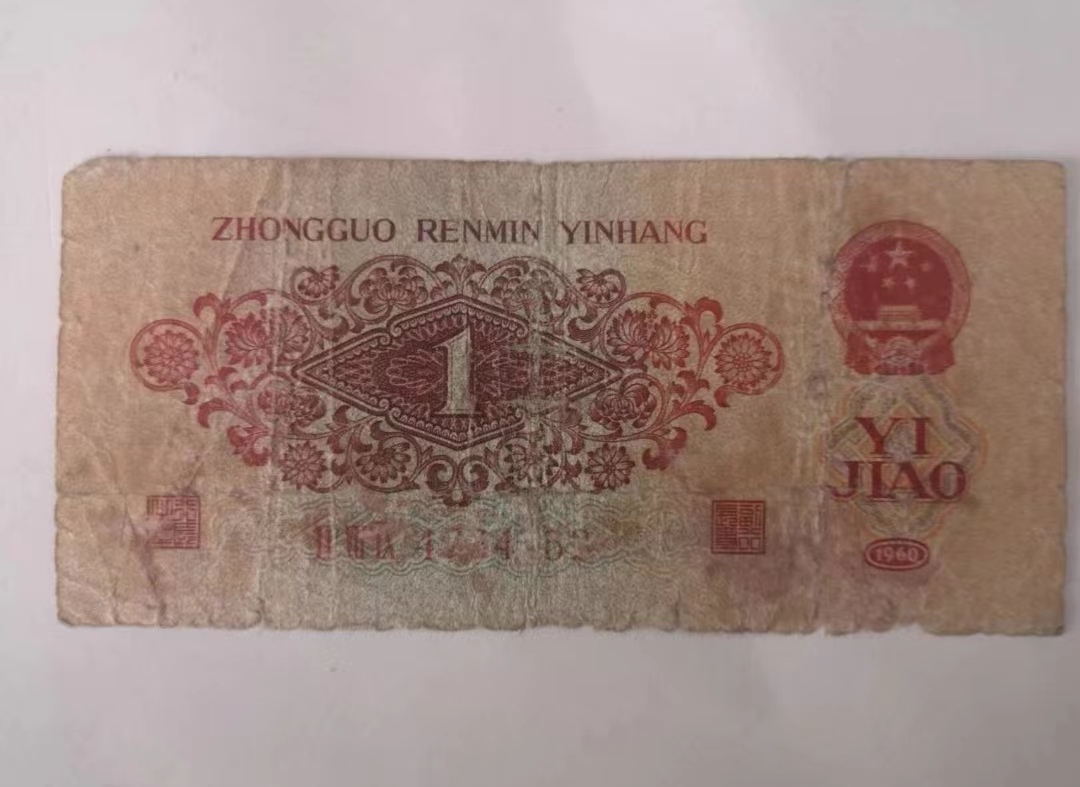 ZHONGGUO RENMIN YINHANG
1
YI
JIAO
1960